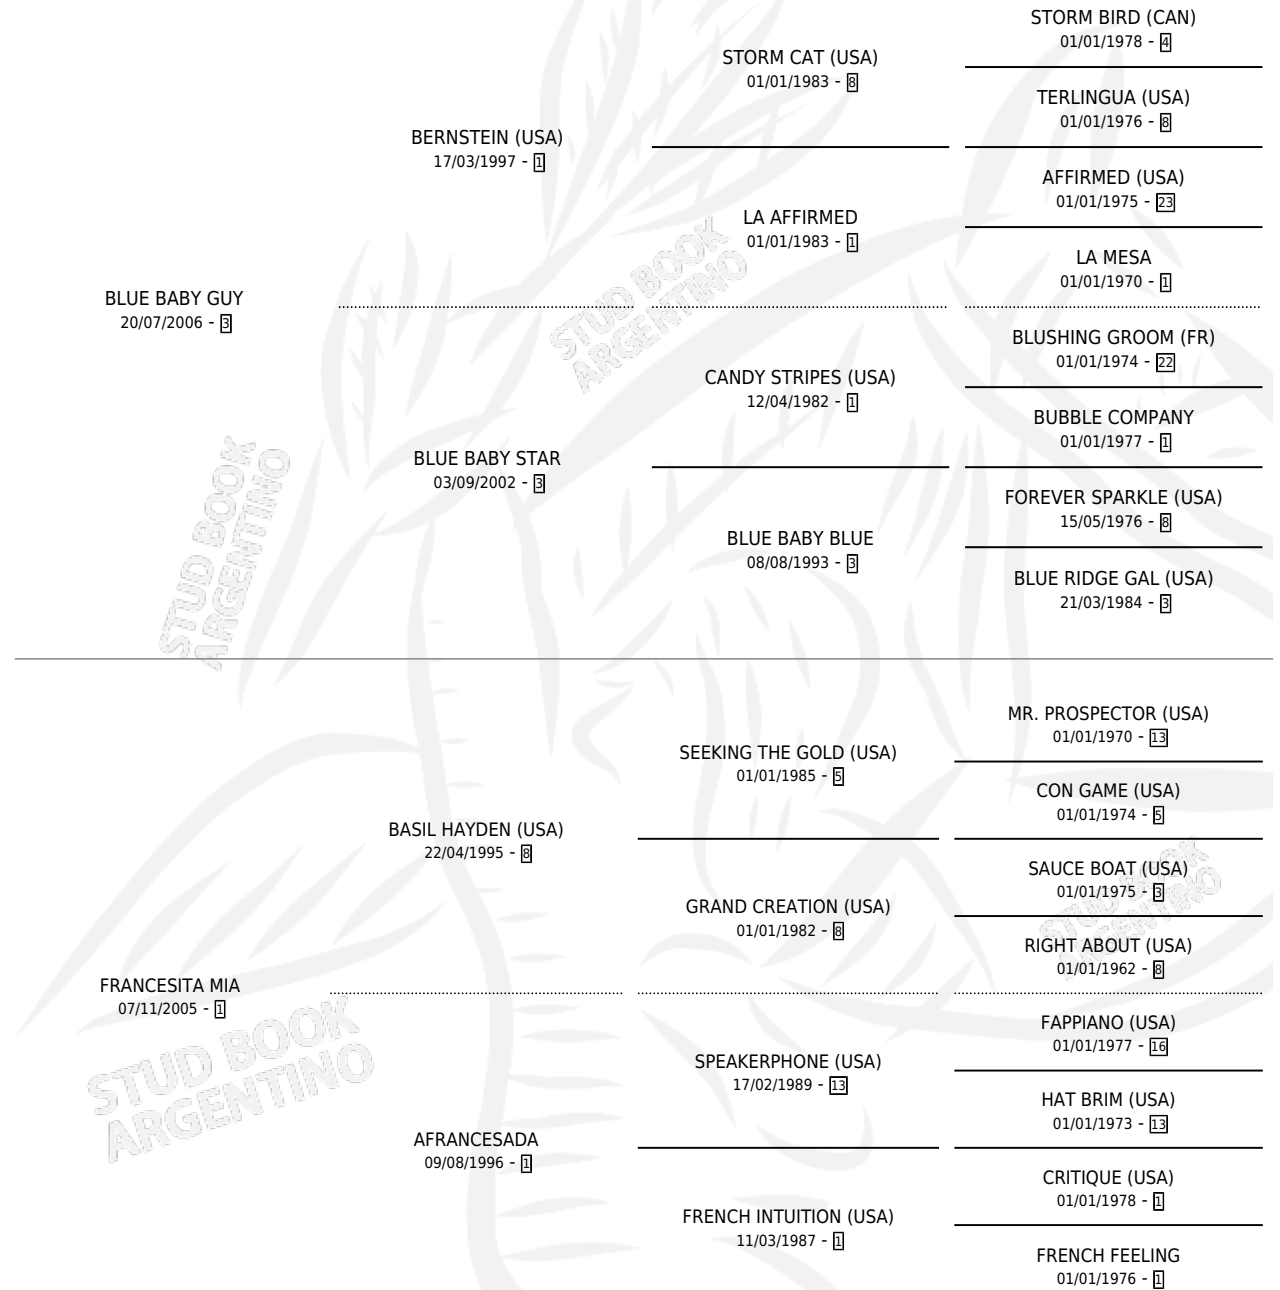 STORM BIRD (CAN)
01/01/1978 - 4
STORM CAT (USA)
01/01/1983 - 8
TERLINGUA (USA)
01/01/1976 - 8
BERNSTEIN (USA)
17/03/1997 - 1
AFFIRMED (USA)
01/01/1975 - 23
LA AFFIRMED
01/01/1983 - 1
LA MESA
01/01/1970 - 1
BLUE BABY GUY
20/07/2006 - 3
STUD BOOK
ARGENTINO
BLUSHING GROOM (FR)
01/01/1974 - 22
CANDY STRIPES (USA)
12/04/1982 - 1
BUBBLE COMPANY
01/01/1977 - 1
BLUE BABY STAR
03/09/2002 - 3
FOREVER SPARKLE (USA)
15/05/1976 - 8
BLUE BABY BLUE
08/08/1993 - 3
BLUE RIDGE GAL (USA)
21/03/1984 - 3
STUD BOOK
ARGENTINO
MR. PROSPECTOR (USA)
01/01/1970 - 13
SEEKING THE GOLD (USA)
01/01/1985 - 5
CON GAME (USA)
01/01/1974 - 5
BASIL HAYDEN (USA)
22/04/1995 - 8
SAUCE BOAT (USA)
01/01/1975 - 3
STUD BOOK
ARGENTINO
GRAND CREATION (USA)
01/01/1982 - 8
RIGHT ABOUT (USA)
01/01/1962 - 8
FRANCESITA MIA
07/11/2005 - 1
STUD BOOK
ARGENTINO
FAPPIANO (USA)
01/01/1977 - 16
SPEAKERPHONE (USA)
17/02/1989 - 13
HAT BRIM (USA)
01/01/1973 - 13
AFRANCESADA
09/08/1996 - 1
CRITIQUE (USA)
01/01/1978 - 1
FRENCH INTUITION (USA)
11/03/1987 - 1
FRENCH FEELING
01/01/1976 - 1